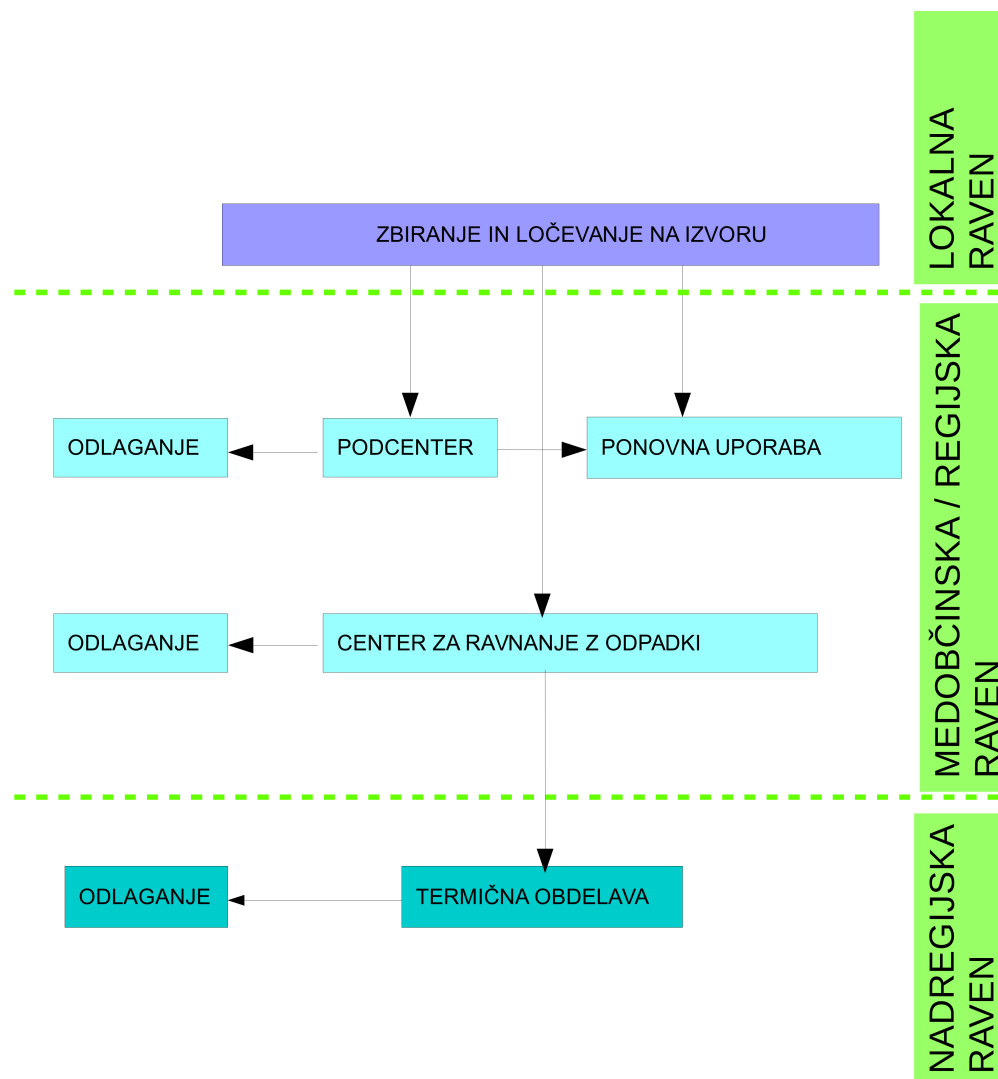 LOKALNA
RAVEN
ZBIRANJE IN LOČEVANJE NA IZVORU
MEDOBČINSKA / REGIJSKA
RAVEN
ODLAGANJE
PODCENTER
PONOVNA UPORABA
ODLAGANJE
CENTER ZA RAVNANJE Z ODPADKI
NADREGIJSKA
RAVEN
ODLAGANJE
TERMIČNA OBDELAVA